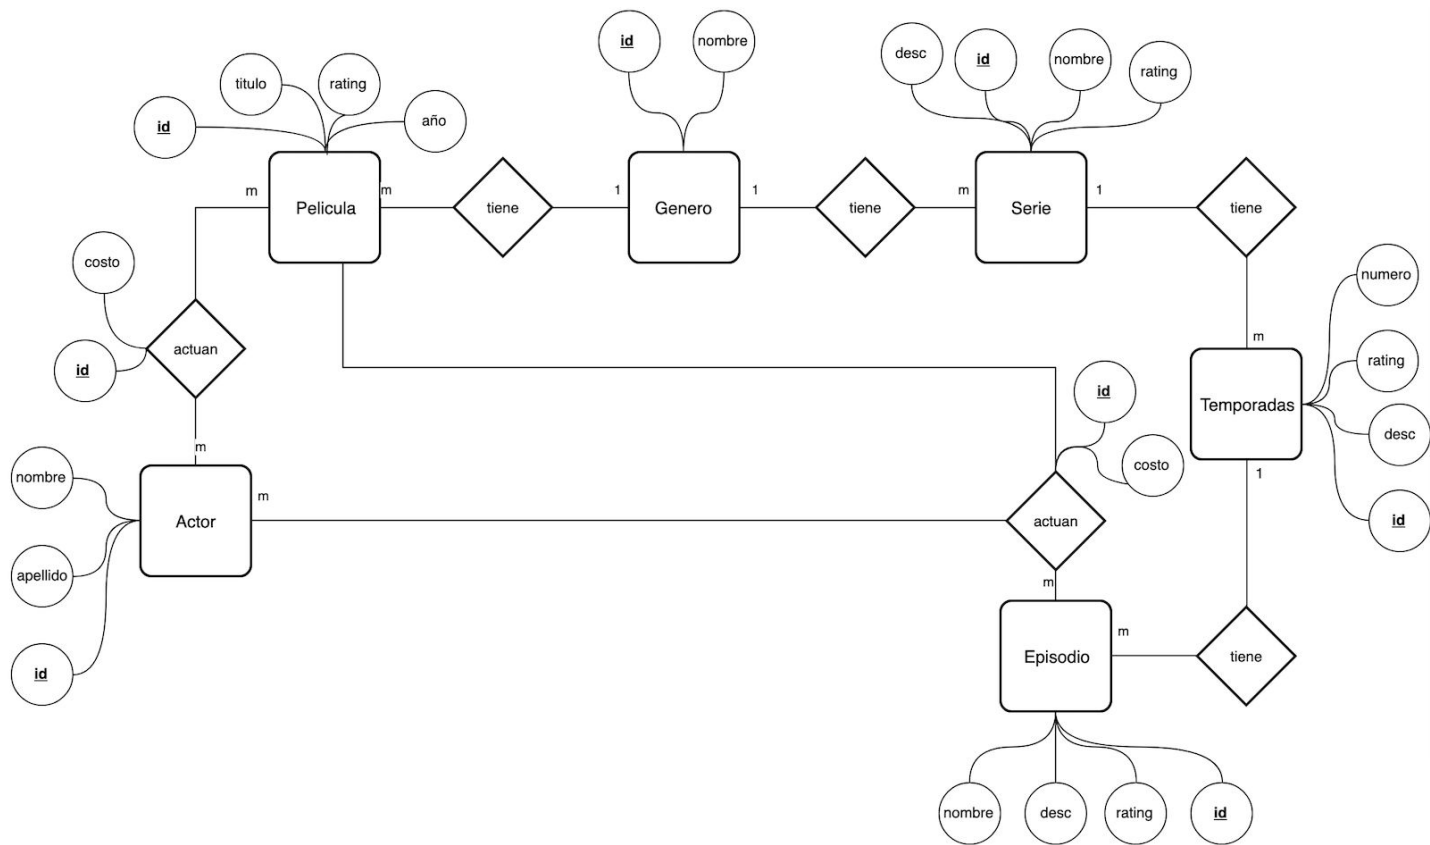 id
nombre
desc
id
nombre
rating
titulo
rating
id
año
m
Pelicula
m
tiene
1
Genero
1
tiene
m
Serie
1
tiene
costo
numero
actuan
id
m
rating
id
Temporadas
desc
costo
m
nombre
m
1
id
Actor
actuan
apellido
m
m
Episodio
tiene
id
nombre
desc
rating
id